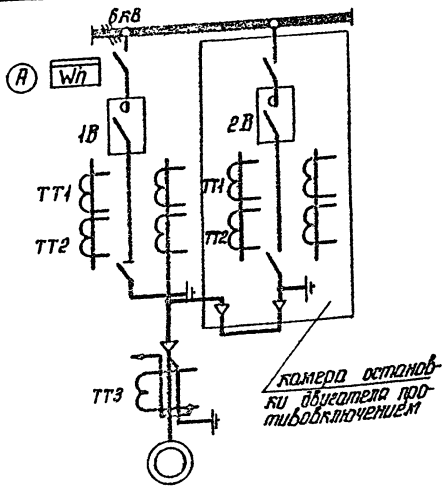 6кВ
А
Wh
1В
2В
ТТ1
ТТ2
ТТ1
ТТ2
ТТ3
камера останов-
ки двигателя про-
тивовключением